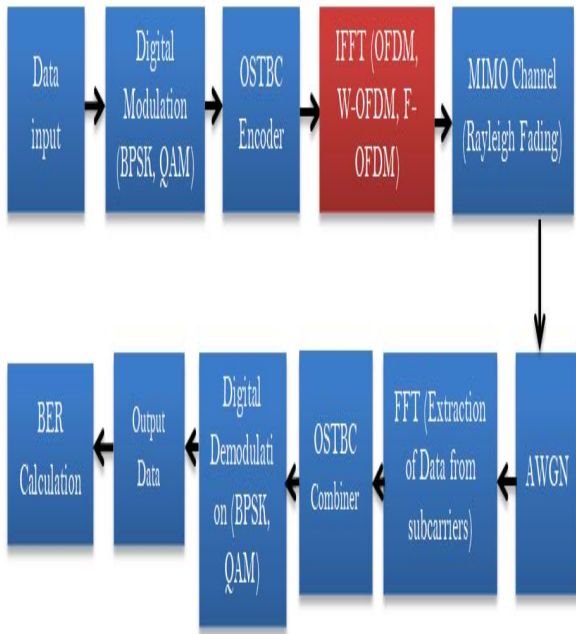 Data
input
Digital
Modulation
(BPSK, QAM)
OSTBC
Encoder
IFFT (OFDM,
W-OFDM, F-
OFDM)
MIMO Channel
(Rayleigh Fading)
BER
Calculation
Output
Data
Digital
Demodulati
on (BPSK,
QAM)
OSTBC
Combiner
FFT (Extraction
of Data from
subcarriers)
AWGN